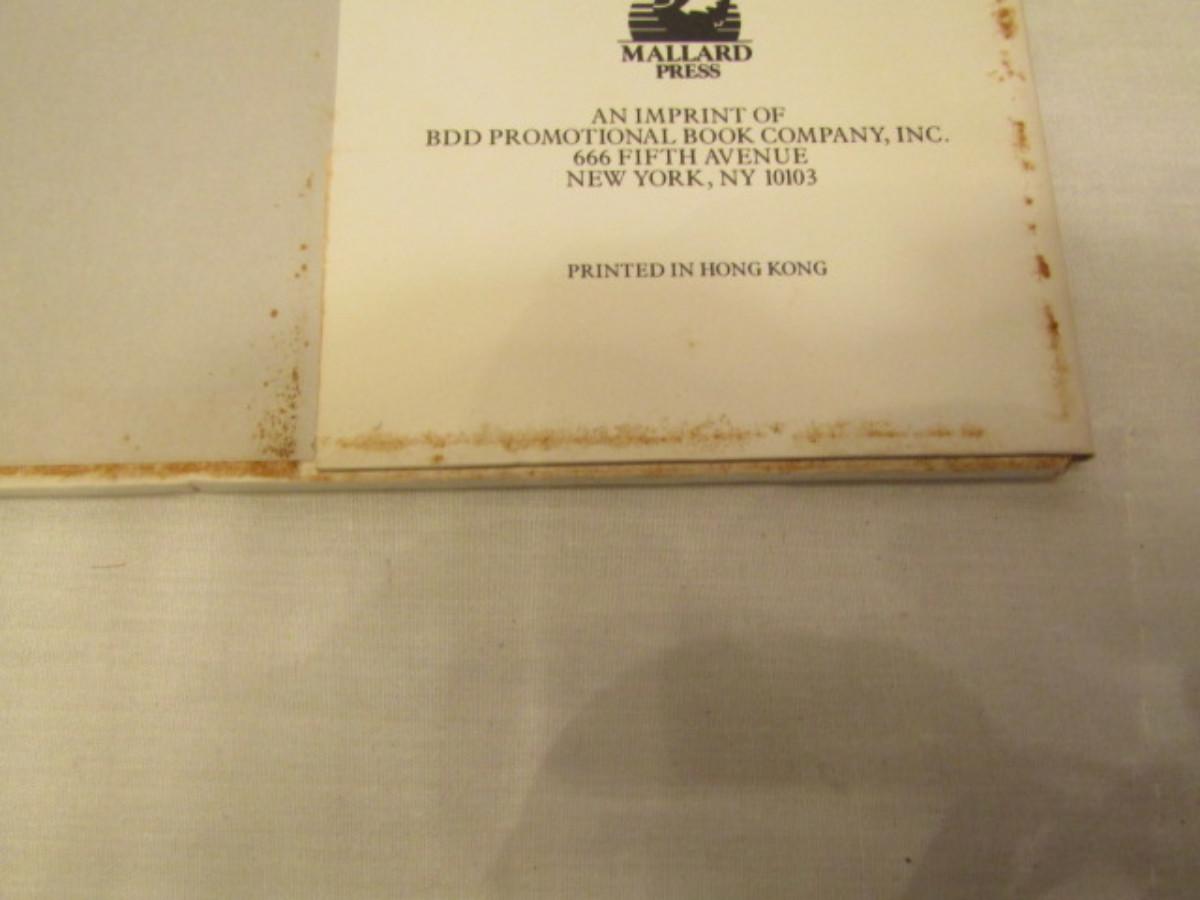 MALLARD
PRESS
AN IMPRINT OF
BDD PROMOTIONAL BOOK COMPANY, INC.
666 FIFTH AVENUE
NEW YORK, NY 10103
PRINTED IN HONG KONG